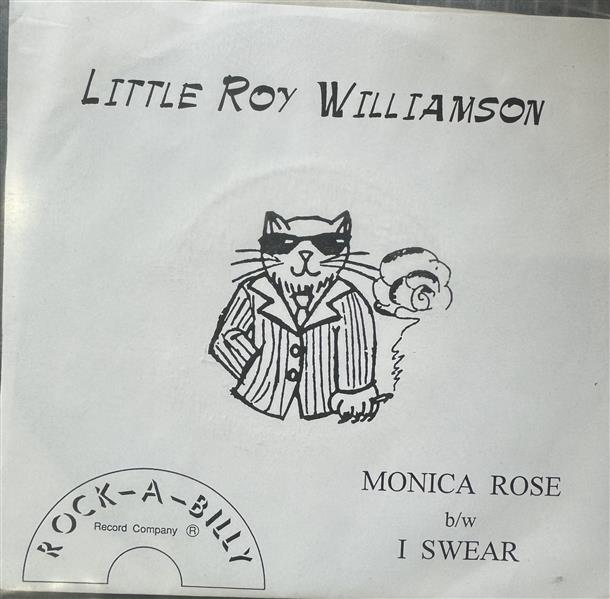 LITTLE ROY WILLIAMSON
ROCK-A-BILLY
Record Company ®
MONICA ROSE
b/w
I SWEAR